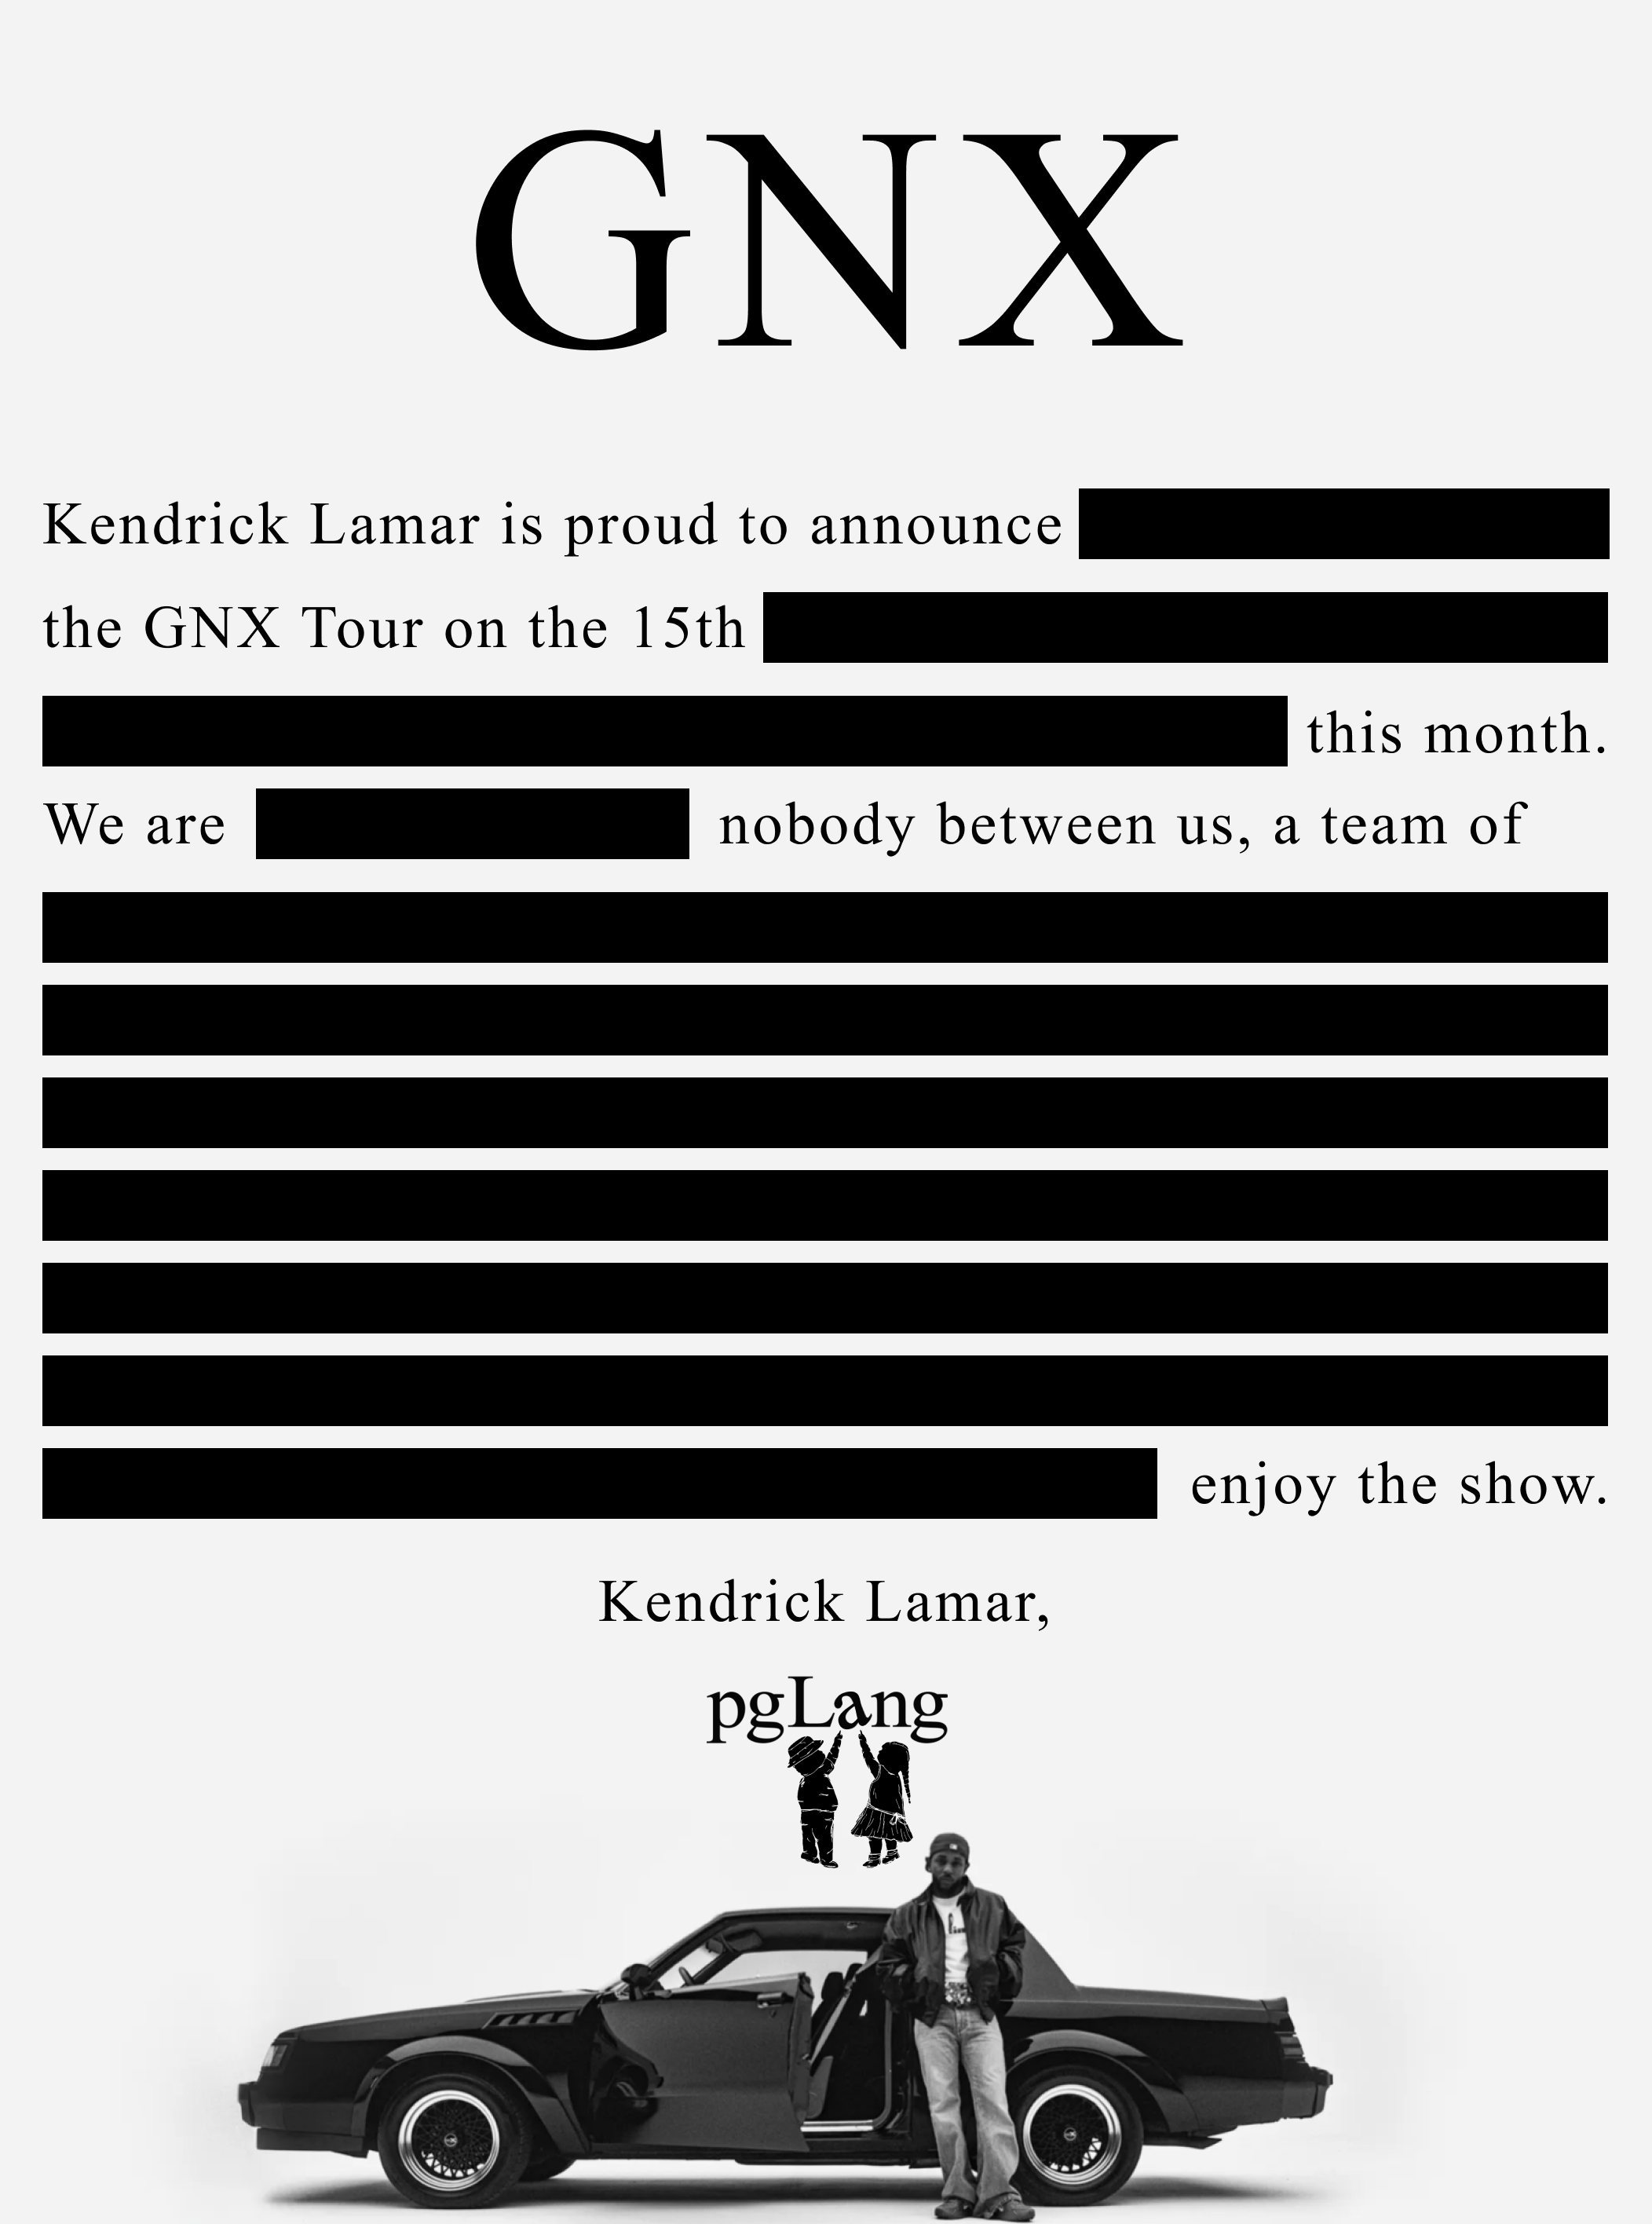 GNX
Kendrick Lamar is proud to announce
the GNX Tour on the 15th
this month.
We are nobody between us, a team of
enjoy the show.
Kendrick Lamar,
pgLang